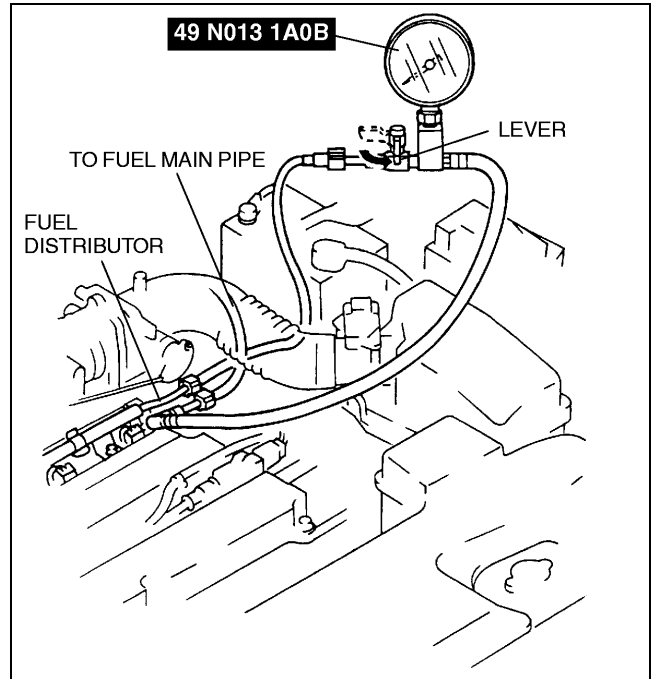 49 N013 1A0B
LEVER
TO FUEL MAIN PIPE
FUEL
DISTRIBUTOR